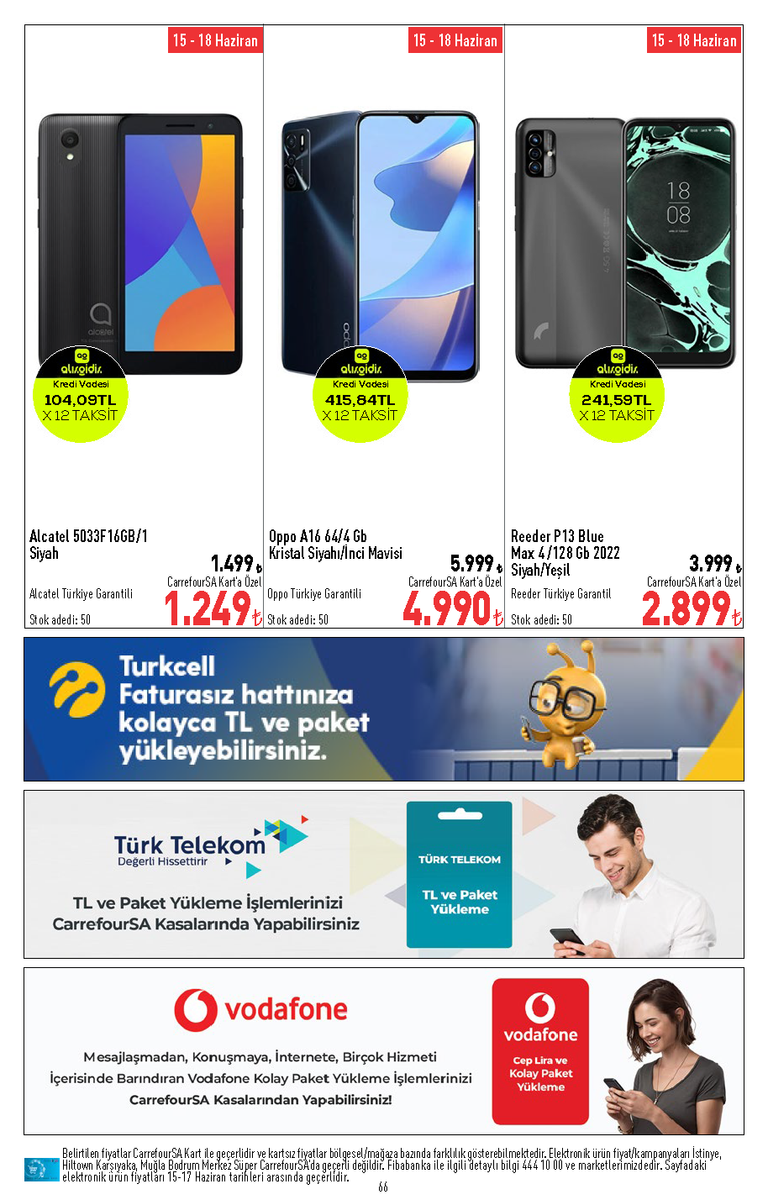 15 - 18 Haziran
15 - 18 Haziran
15 - 18 Haziran
alcatel
oppo
18
08
ag
alışgidiş
Kredi Vadesi
104,09TL
X 12 TAKSİT
ag
alışgidiş
Kredi Vadesi
415,84TL
X 12 TAKSİT
ag
alışgidiş
Kredi Vadesi
241,59TL
X 12 TAKSİT
Alcatel 5033F16GB/1
Siyah
1.499 ₺
CarrefourSA Kart'a Özel
Alcatel Türkiye Garantili
1.249₺
Stok adedi: 50
Oppo A16 64/4 Gb
Kristal Siyahı/İnci Mavisi
5.999 ₺
CarrefourSA Kart'a Özel
Oppo Türkiye Garantili
4.990₺
Stok adedi: 50
Reeder P13 Blue
Max 4/128 Gb 2022
Siyah/Yeşil
3.999 ₺
CarrefourSA Kart'a Özel
Reeder Türkiye Garantil
2.899₺
Stok adedi: 50
Turkcell
Faturasız hattınıza
kolayca TL ve paket
yükleyebilirsiniz.
Türk Telekom
Değerli Hissettirir
TL ve Paket Yükleme İşlemlerinizi
CarrefourSA Kasalarında Yapabilirsiniz
TÜRK TELEKOM
TL ve Paket
Yükleme
vodafone
Mesajlaşmadan, Konuşmaya, İnternete, Birçok Hizmeti
İçerisinde Barındıran Vodafone Kolay Paket Yükleme İşlemlerinizi
CarrefourSA Kasalarından Yapabilirsiniz!
vodafone
Cep Lira ve
Kolay Paket
Yükleme
Belirtilen fiyatlar CarrefourSA Kart ile geçerlidir ve kartsız fiyatlar bölgesel/mağaza bazında farklılık gösterebilmektedir. Elektronik ürün fiyat/kampanyaları İstinye,
Hiltown Karşıyaka, Muğla Bodrum Merkez Süper CarrefourSA'da geçerli değildir. Fibabanka ile ilgili detaylı bilgi 444 10 00 ve marketlerimizdedir. Sayfadaki
elektronik ürün fiyatları 15-17 Haziran tarihleri arasında geçerlidir.
66